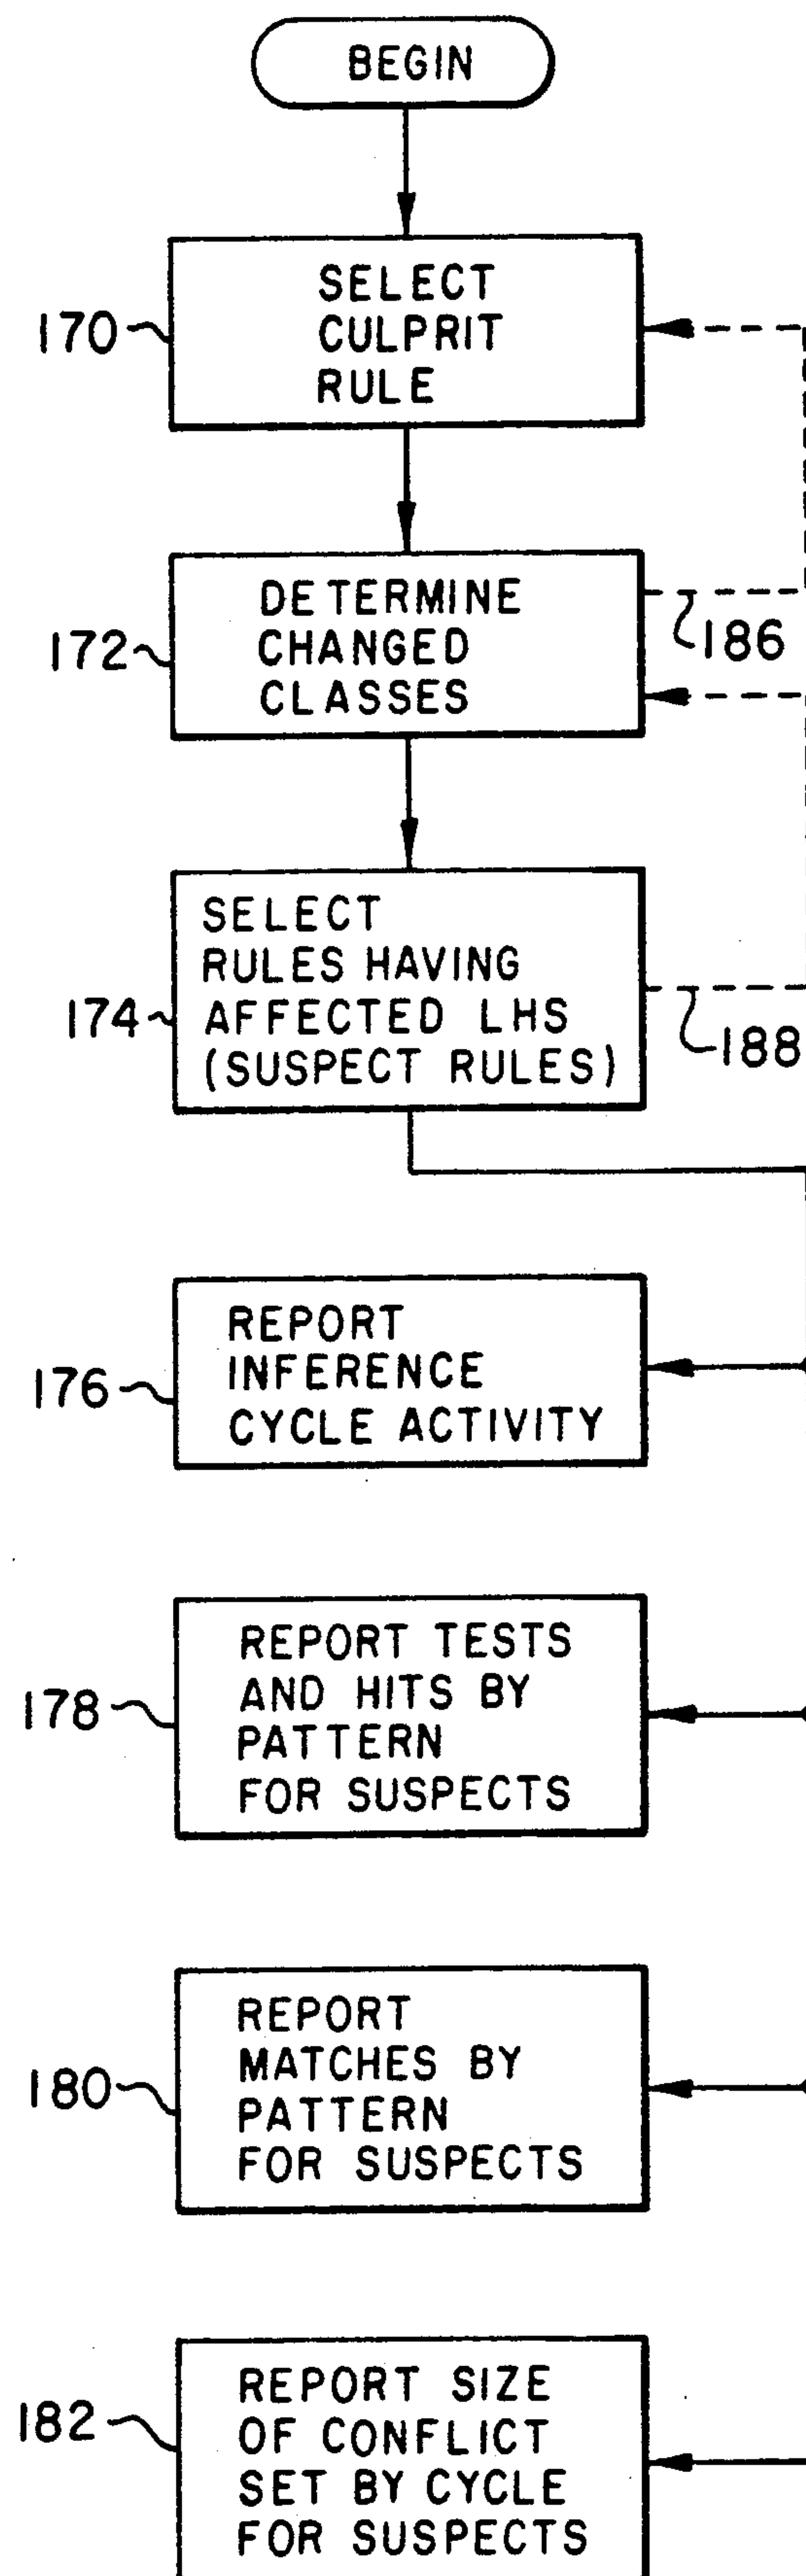 BEGIN
SELECT
CULPRIT
RULE
170
DETERMINE
CHANGED
CLASSES
172
186
SELECT
RULES HAVING
AFFECTED LHS
(SUSPECT RULES)
174
188
REPORT
INFERENCE
CYCLE ACTIVITY
176
REPORT TESTS
AND HITS BY
PATTERN
FOR SUSPECTS
178
REPORT
MATCHES BY
PATTERN
FOR SUSPECTS
180
REPORT SIZE
OF CONFLICT
SET BY CYCLE
FOR SUSPECTS
182